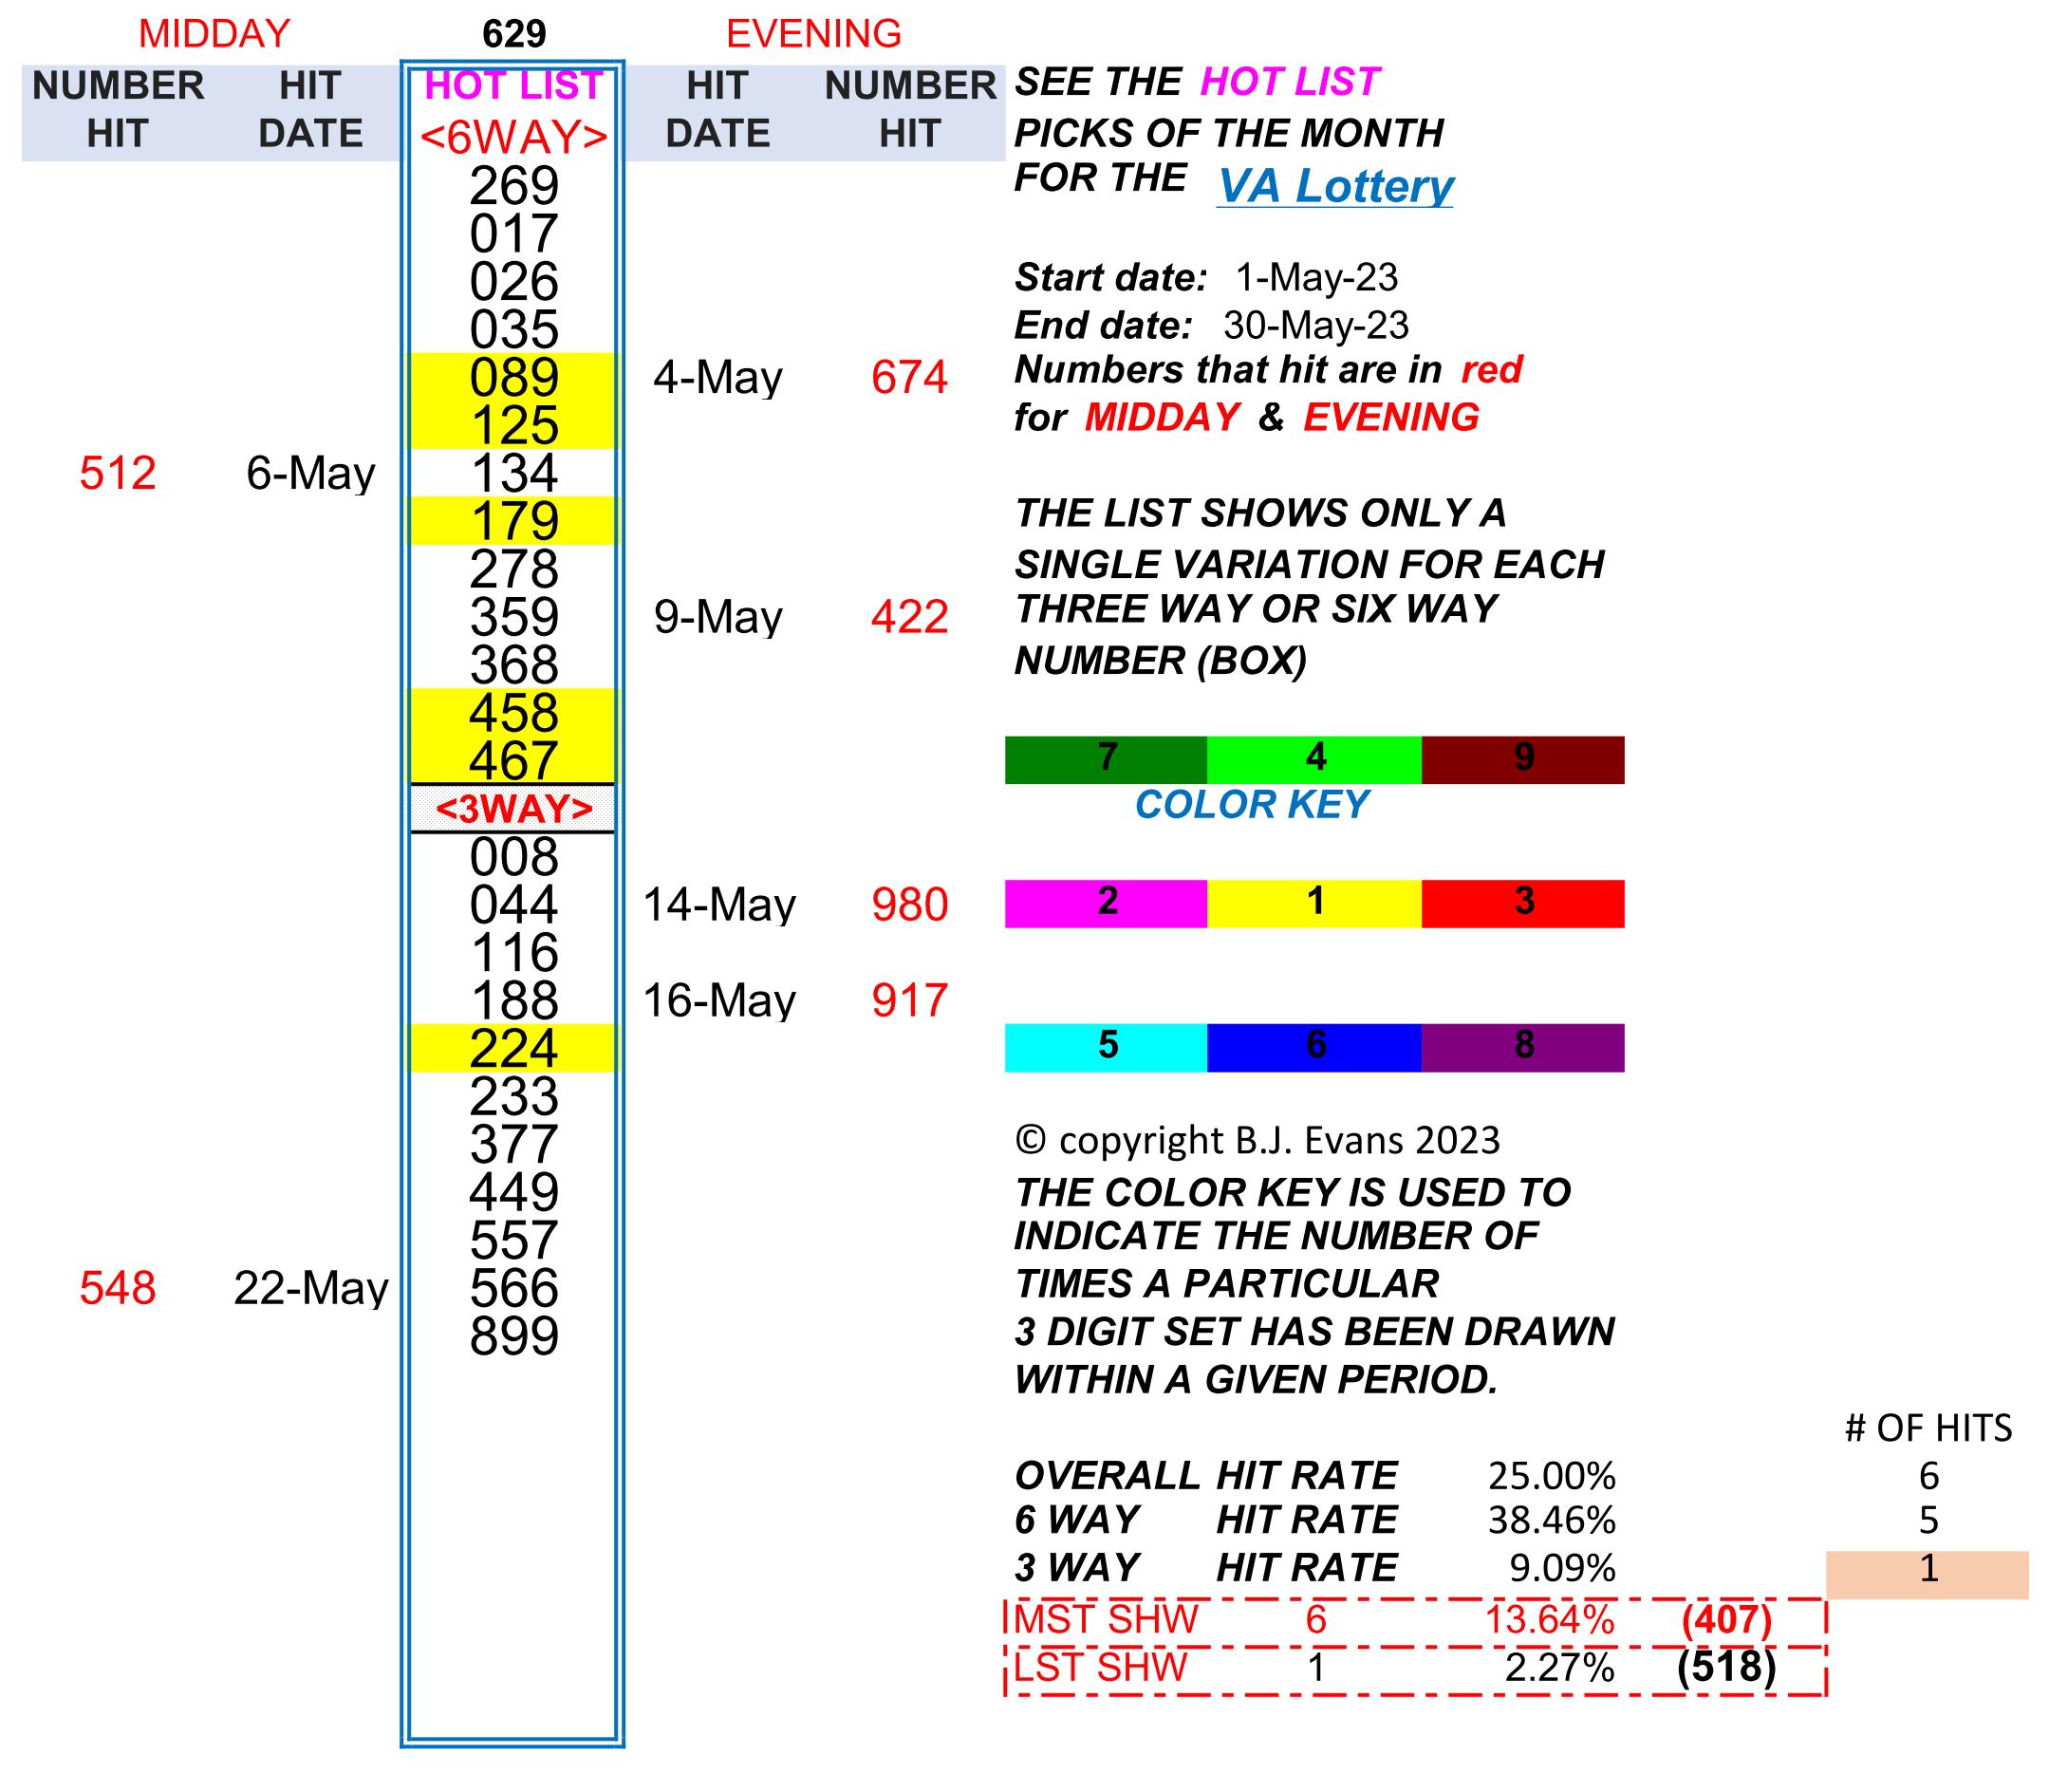 MIDDAY 629 EVENING
NUMBER HIT HOT LIST HIT NUMBER SEE THE HOT LIST
HIT DATE <6WAY> DATE HIT PICKS OF THE MONTH
269 FOR THE VA Lottery
017
026 Start date: 1-May-23
035 End date: 30-May-23
089 4-May 674 Numbers that hit are in red
125 for MIDDAY & EVENING
512 6-May 134
179 THE LIST SHOWS ONLY A
278 SINGLE VARIATION FOR EACH
359 9-May 422 THREE WAY OR SIX WAY
368 NUMBER (BOX)
458
467 7 4 9
<3WAY> COLOR KEY
008
044 14-May 980 2 1 3
116
188 16-May 917
224 5 6 8
233
377 © copyright B.J. Evans 2023
449 THE COLOR KEY IS USED TO
557 INDICATE THE NUMBER OF
548 22-May 566 TIMES A PARTICULAR
899 3 DIGIT SET HAS BEEN DRAWN
WITHIN A GIVEN PERIOD.
# OF HITS
OVERALL HIT RATE 25.00% 6
6 WAY HIT RATE 38.46% 5
3 WAY HIT RATE 9.09% 1
MST SHW 6 13.64% (407)
LST SHW 1 2.27% (518)